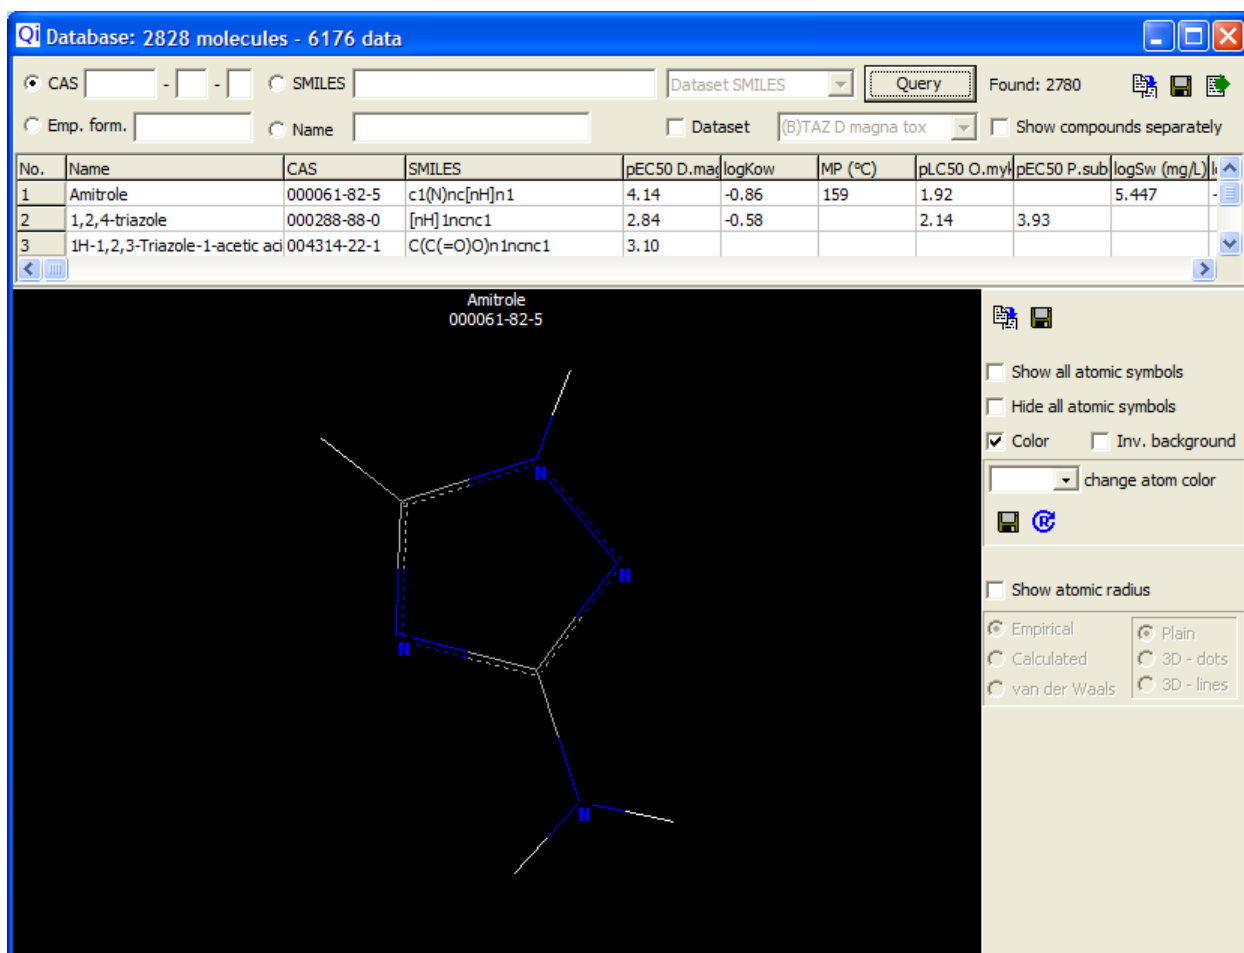 Qi Database: 2828 molecules - 6176 data
CAS - - SMILES Dataset SMILES Query Found: 2780
Emp. form. Name Dataset (B)TAZ D magna tox Show compounds separately
No. Name CAS SMILES pEC50 D.mag logKow MP (ºC) pLC50 O.myk pEC50 P.sub logSw (mg/L)
1 Amitrole 000061-82-5 c1(N)nc[nH]n1 4.14 -0.86 159 1.92 5.447 -
2 1,2,4-triazole 000288-88-0 [nH]1ncnc1 2.84 -0.58 2.14 3.93
3 1H-1,2,3-Triazole-1-acetic aci 004314-22-1 C(C(=O)O)n1ncnc1 3.10
Amitrole
000061-82-5
N
N
N
N
Show all atomic symbols
Hide all atomic symbols
Color Inv. background
change atom color
R
Show atomic radius
Empirical Plain
Calculated 3D - dots
van der Waals 3D - lines